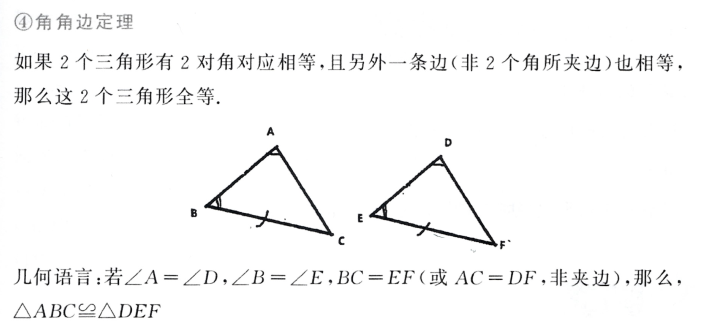 ④角角边定理
如果2个三角形有2对角对应相等,且另外一条边(非2个角所夹边)也相等,
那么这2个三角形全等.
A
D
B
E
C
F
几何语言:若∠A=∠D,∠B=∠E,BC=EF(或AC=DF,非夹边),那么,
△ABC≌△DEF